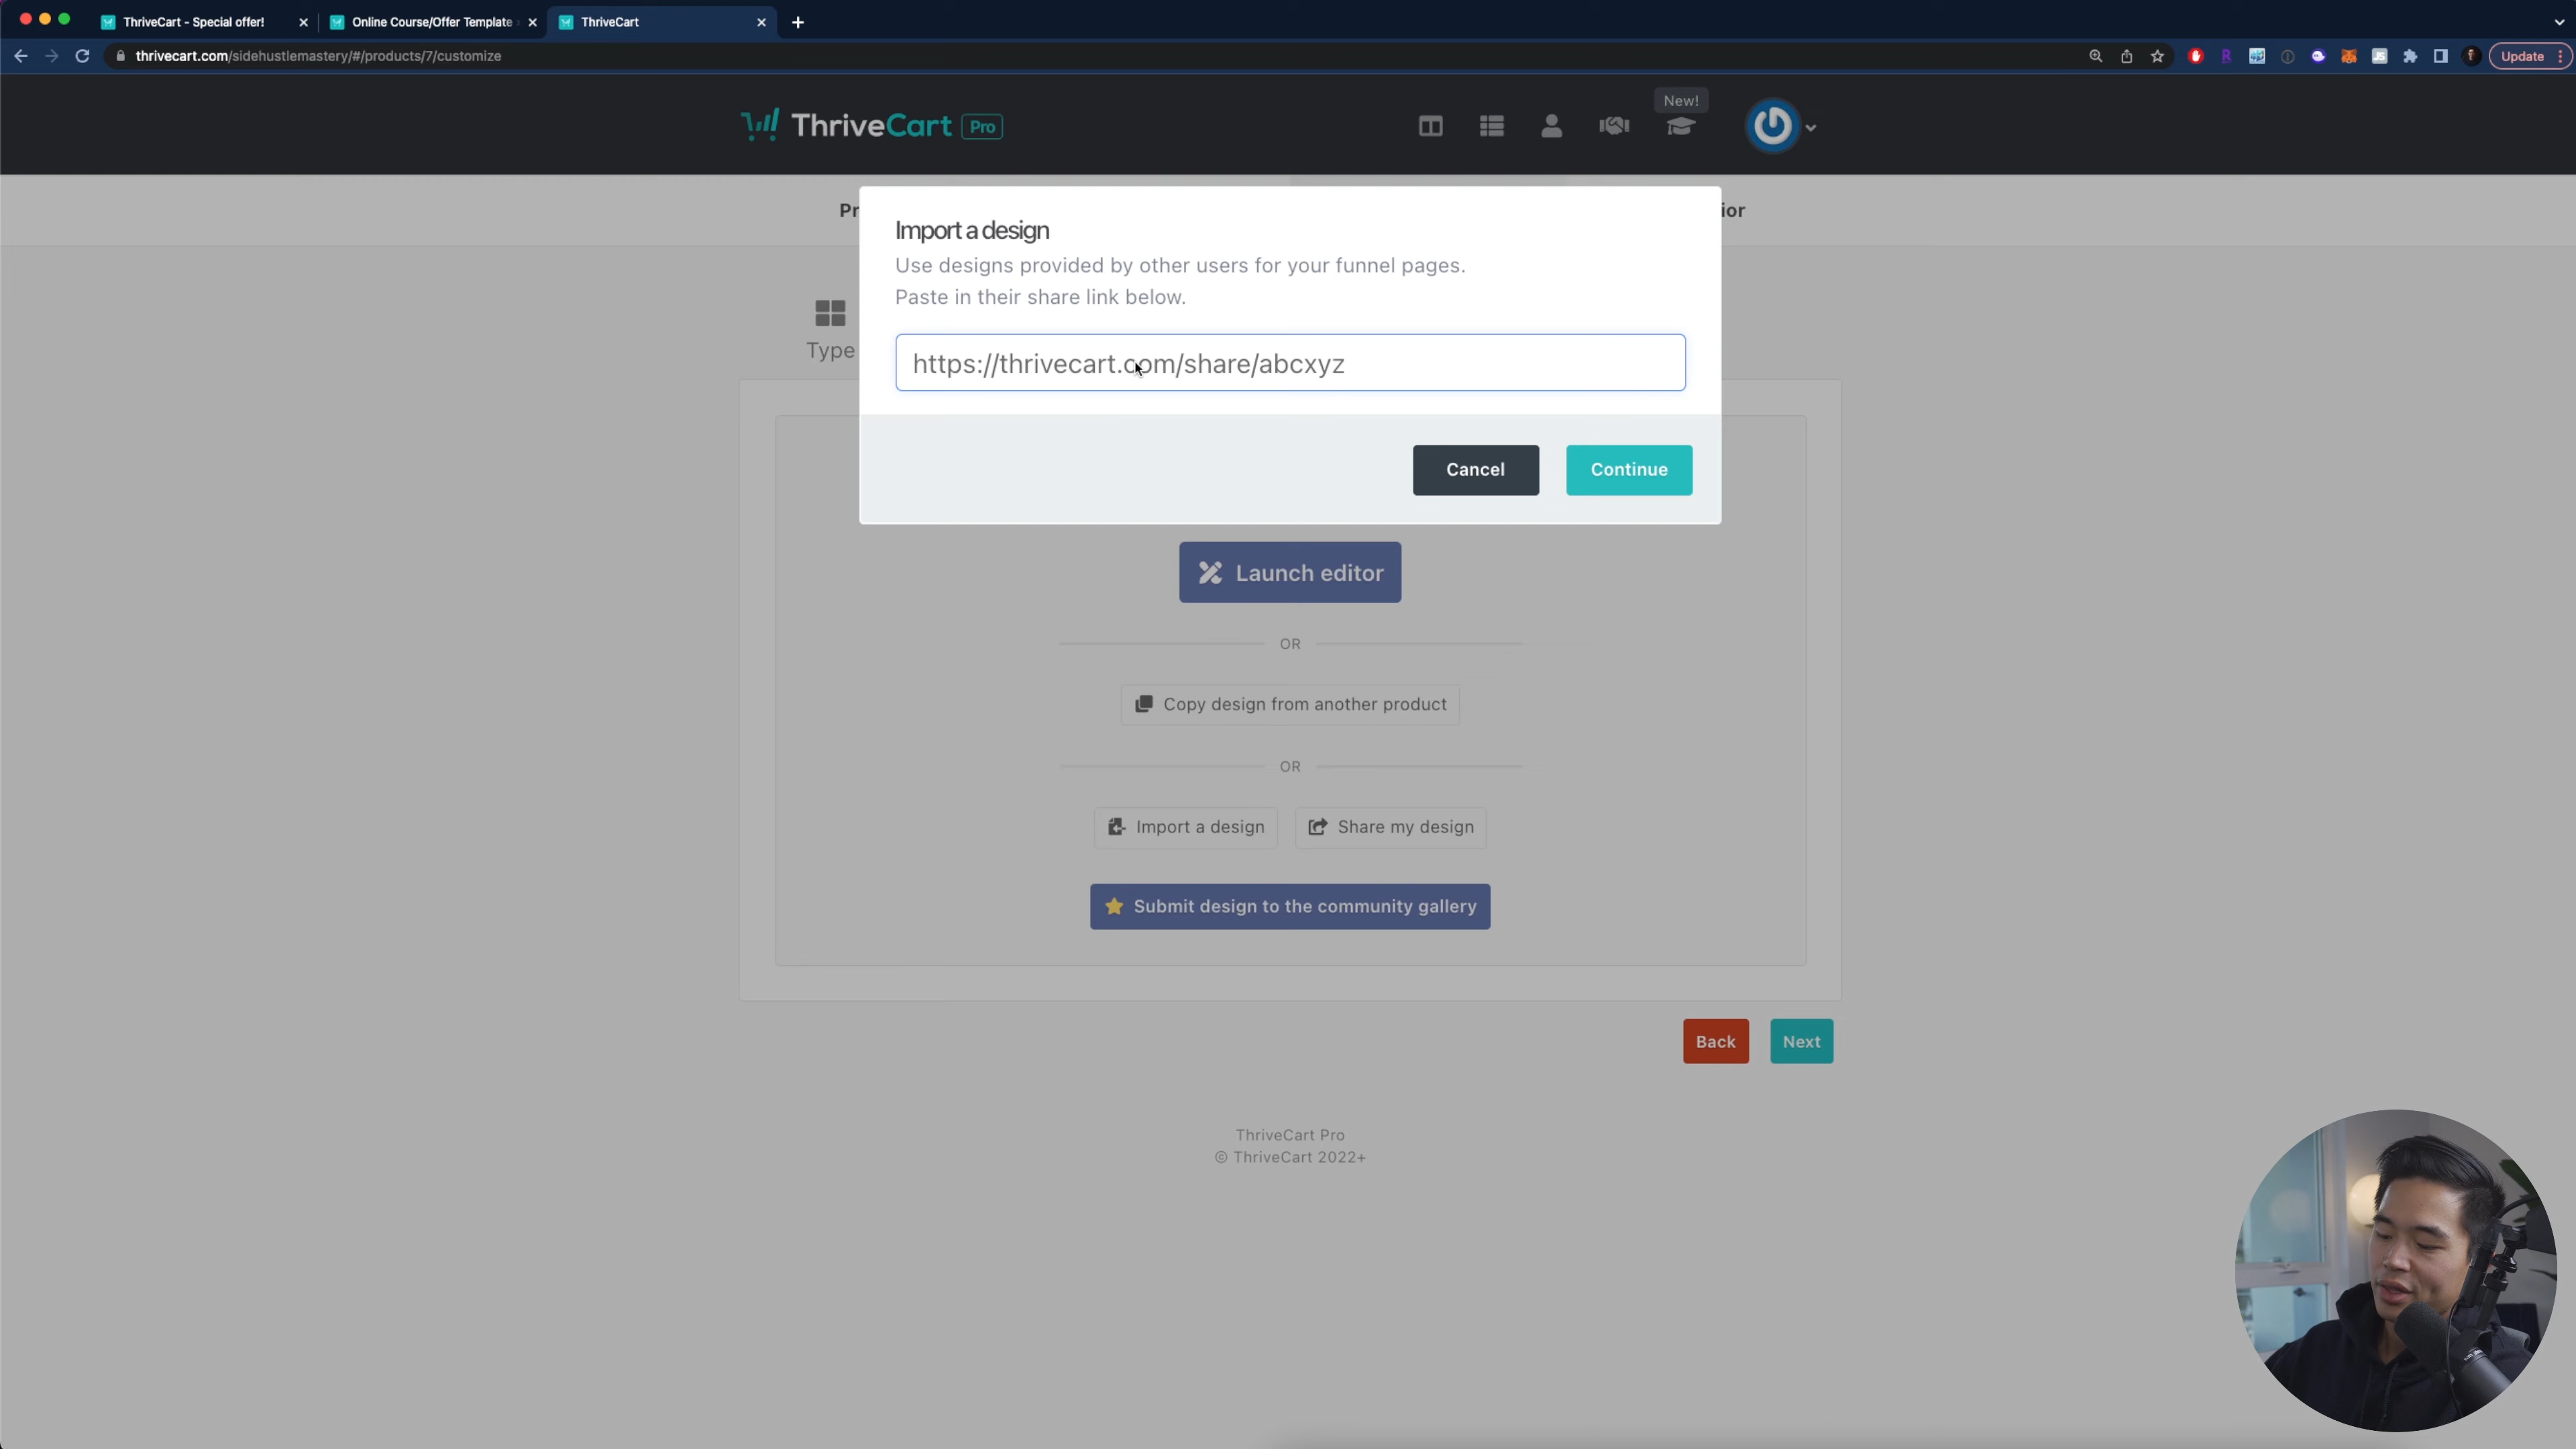 ThriveCart - Special offer!
Online Course/Offer Template
ThriveCart
thrivecart.com/sidehustlemastery/#/products/7/customize
Update
ThriveCart Pro
New!
Pr
ior
Import a design
Use designs provided by other users for your funnel pages.
Paste in their share link below.
Type
https://thrivecart.com/share/abcxyz
Cancel
Continue
Launch editor
OR
Copy design from another product
OR
Import a design
Share my design
Submit design to the community gallery
Back
Next
ThriveCart Pro
© ThriveCart 2022+